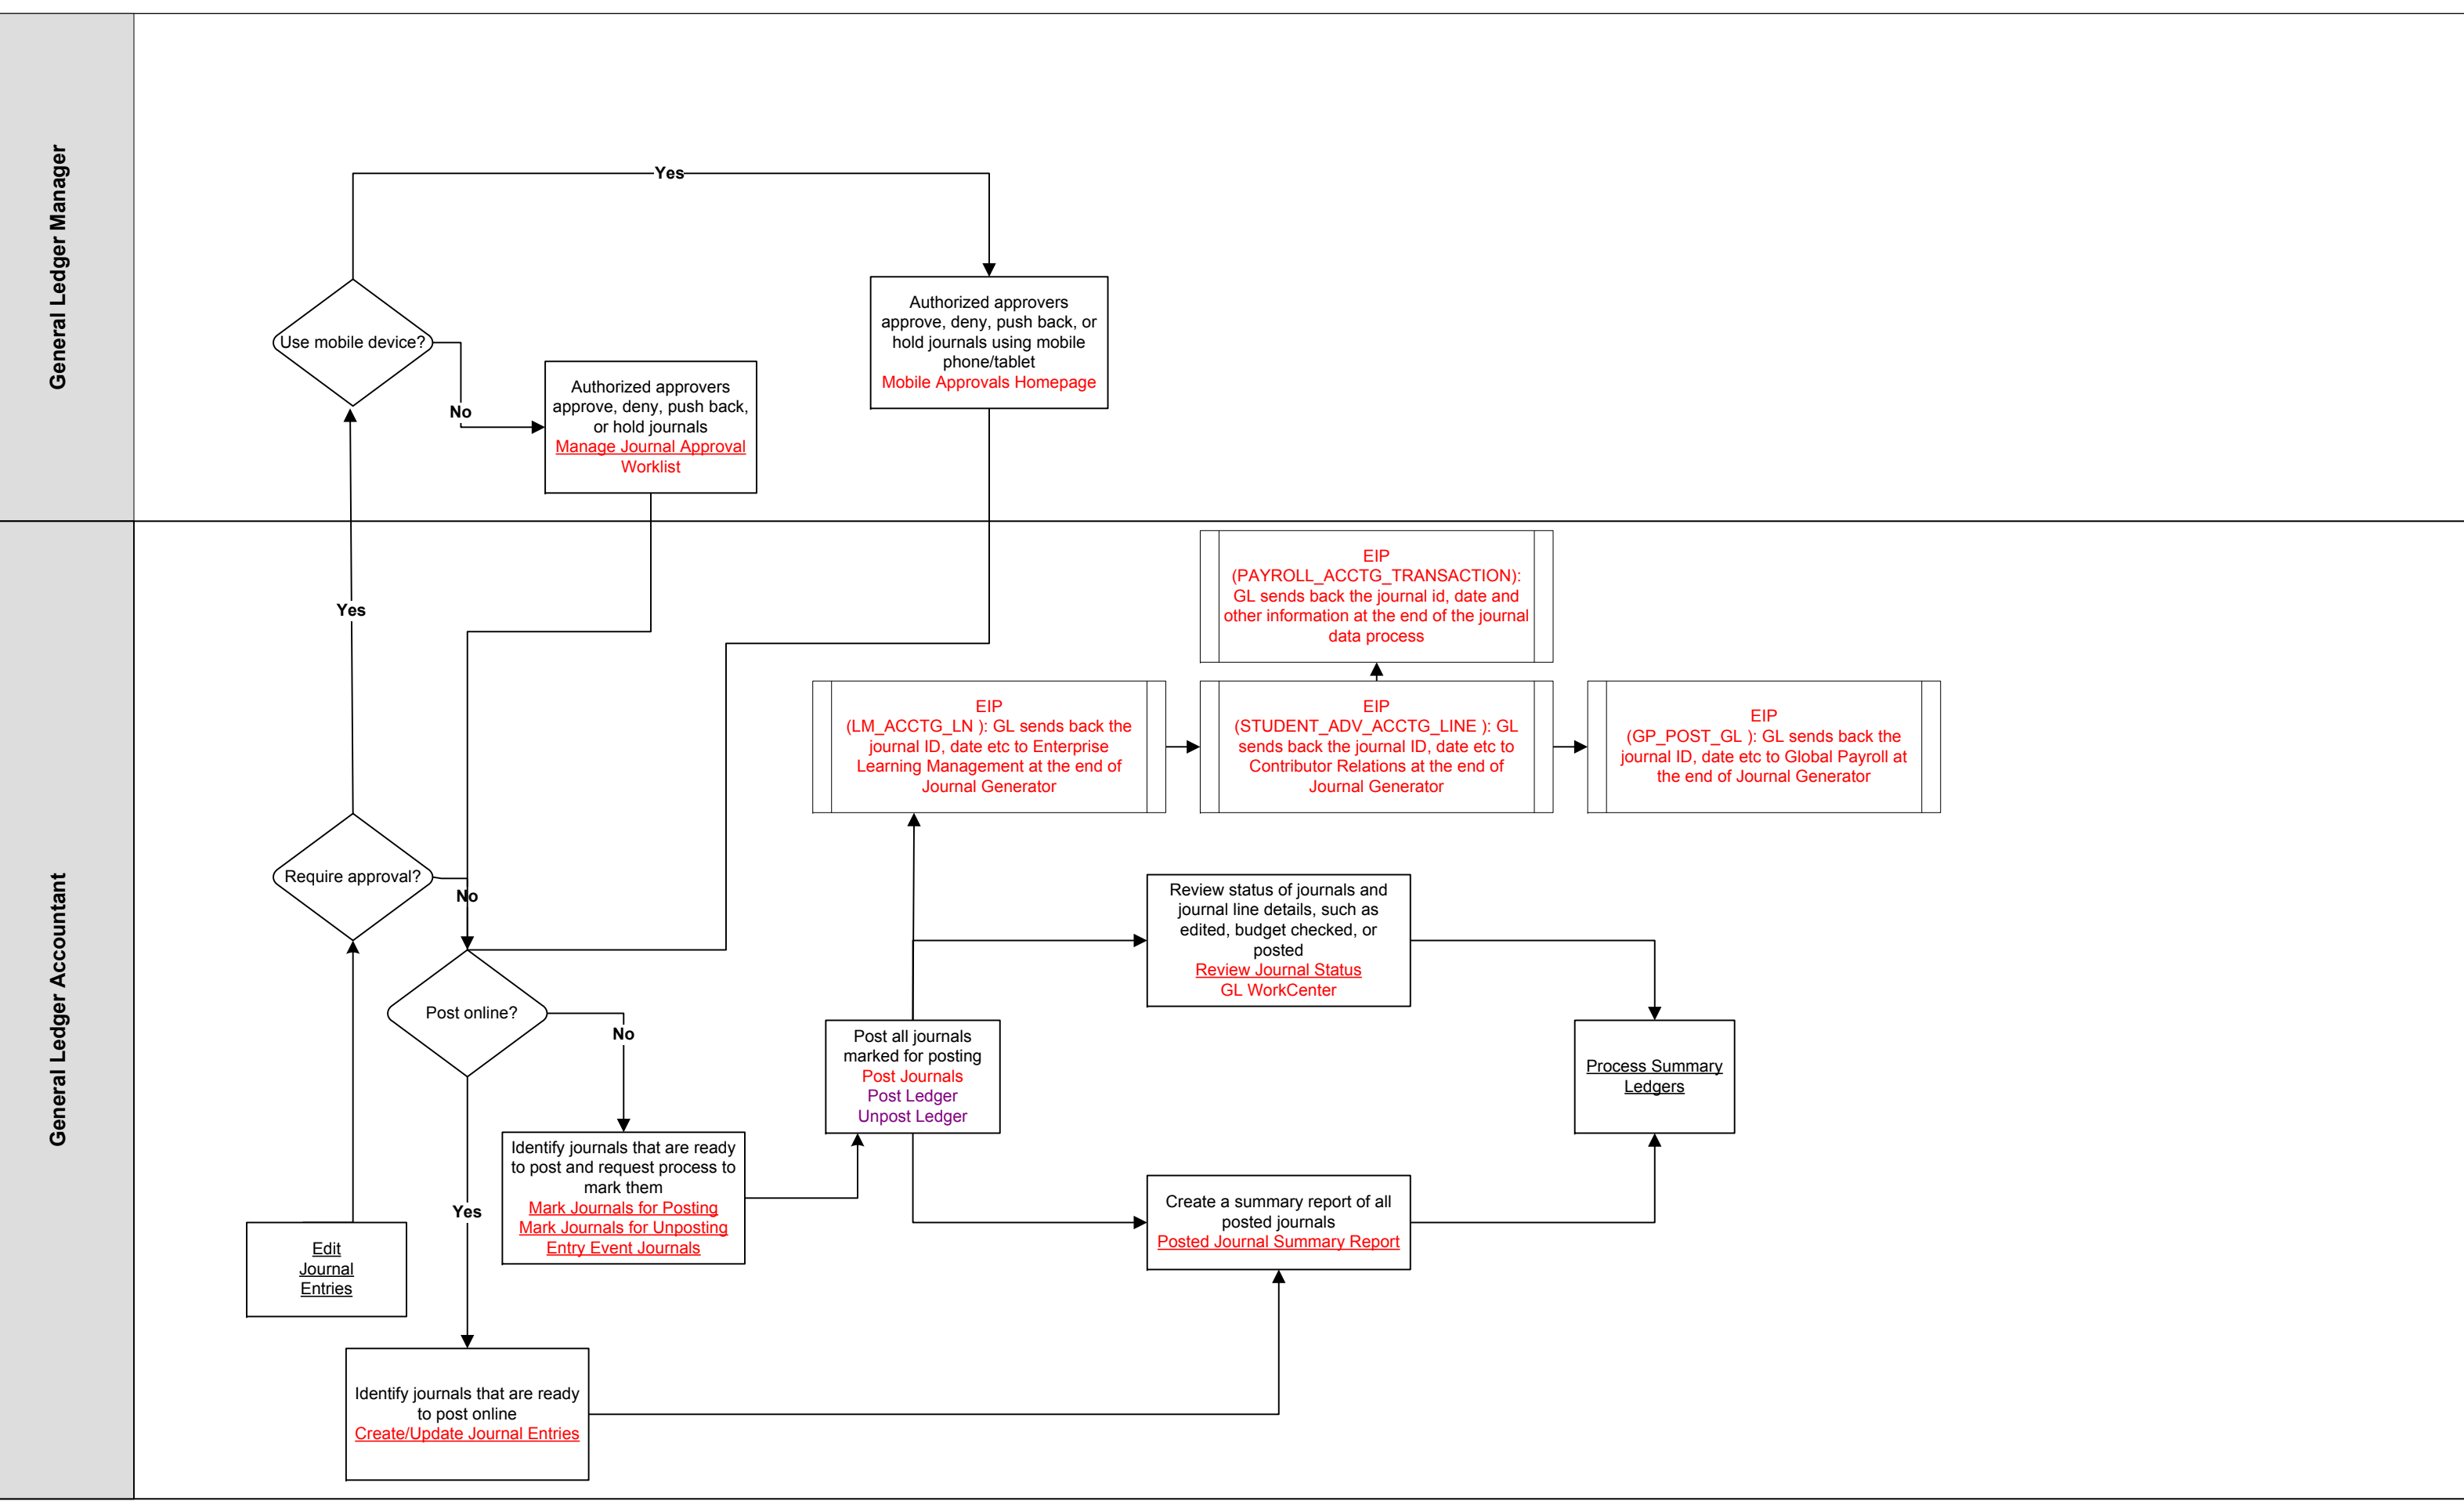 General Ledger Manager
Yes
Use mobile device?
No
Authorized approvers
approve, deny, push back,
or hold journals
Manage Journal Approval
Worklist
Authorized approvers
approve, deny, push back, or
hold journals using mobile
phone/tablet
Mobile Approvals Homepage
General Ledger Accountant
Yes
EIP
(PAYROLL_ACCTG_TRANSACTION):
GL sends back the journal id, date and
other information at the end of the journal
data process
EIP
(LM_ACCTG_LN ): GL sends back the
journal ID, date etc to Enterprise
Learning Management at the end of
Journal Generator
EIP
(STUDENT_ADV_ACCTG_LINE ): GL
sends back the journal ID, date etc to
Contributor Relations at the end of
Journal Generator
EIP
(GP_POST_GL ): GL sends back the
journal ID, date etc to Global Payroll at
the end of Journal Generator
Require approval?
No
Review status of journals and
journal line details, such as
edited, budget checked, or
posted
Review Journal Status
GL WorkCenter
Post online?
No
Post all journals
marked for posting
Post Journals
Post Ledger
Unpost Ledger
Process Summary
Ledgers
Identify journals that are ready
to post and request process to
mark them
Mark Journals for Posting
Mark Journals for Unposting
Entry Event Journals
Yes
Create a summary report of all
posted journals
Posted Journal Summary Report
Edit
Journal
Entries
Identify journals that are ready
to post online
Create/Update Journal Entries